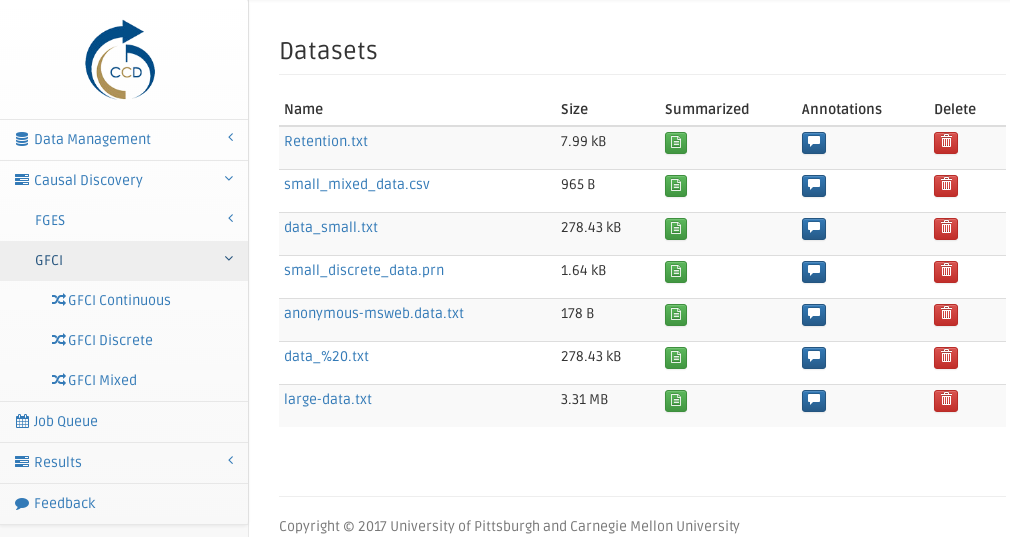 CCD
Data Management
Causal Discovery
FGES
GFCI
GFCI Continuous
GFCI Discrete
GFCI Mixed
Job Queue
Results
Feedback
Datasets
Name Size Summarized Annotations Delete
Retention.txt 7.99 kB
small_mixed_data.csv 965 B
data_small.txt 278.43 kB
small_discrete_data.prn 1.64 kB
anonymous-msweb.data.txt 178 B
data_%20.txt 278.43 kB
large-data.txt 3.31 MB
Copyright © 2017 University of Pittsburgh and Carnegie Mellon University